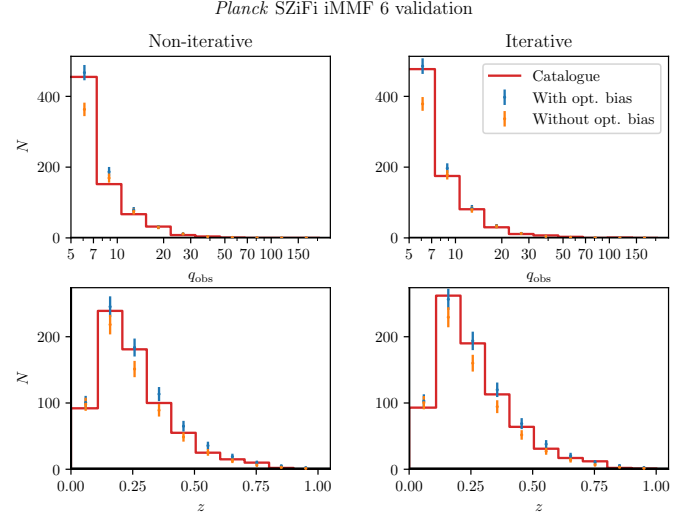 Planck SZiFi iMMF 6 validation
Non-iterative
Iterative
Catalogue
With opt. bias
Without opt. bias
N
400
200
0
400
200
0
5 7 10 20 30 50 70 100 150
5 7 10 20 30 50 70 100 150
q_obs
q_obs
N
200
100
0
200
100
0
0.00 0.25 0.50 0.75 1.00
0.00 0.25 0.50 0.75 1.00
z
z